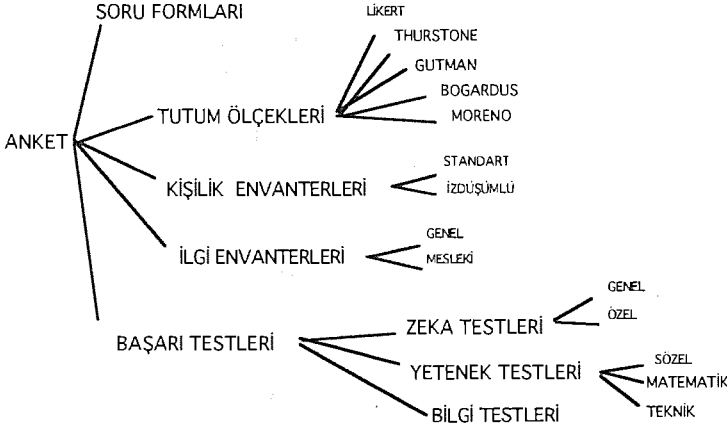 SORU FORMLARI
LİKERT
THURSTONE
GUTMAN
BOGARDUS
MORENO
TUTUM ÖLÇEKLERİ
ANKET
STANDART
İZDÜŞÜMLÜ
KİŞİLİK ENVANTERLERİ
GENEL
MESLEKİ
İLGİ ENVANTERLERİ
GENEL
ÖZEL
ZEKA TESTLERİ
BAŞARI TESTLERİ
SÖZEL
MATEMATİK
TEKNİK
YETENEK TESTLERİ
BİLGİ TESTLERİ